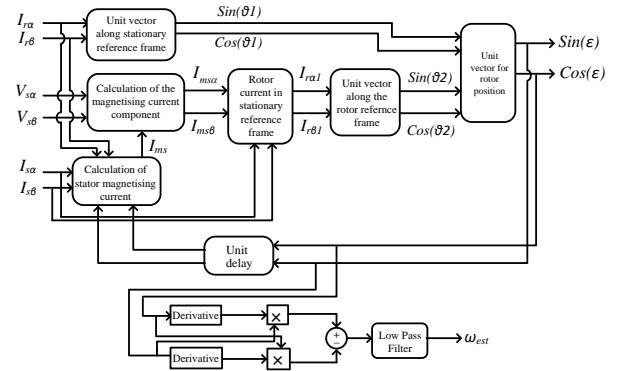 I_rα
I_rβ
Unit vector
along stationary
reference frame
Sin(ϑ1)
Cos(ϑ1)
V_sα
V_sβ
Calculation of the
magnetising current
component
I_msα
I_msβ
Rotor
current in
stationary
reference
frame
I_rα1
I_rβ1
Unit vector
along the
rotor refernce
frame
Sin(ϑ2)
Cos(ϑ2)
Unit
vector for
rotor
position
Sin(ε)
Cos(ε)
I_ms
I_sα
I_sβ
Calculation of
stator magnetising
current
Unit
delay
Derivative
×
Derivative
×
+
−
Low Pass
Filter
ω_est